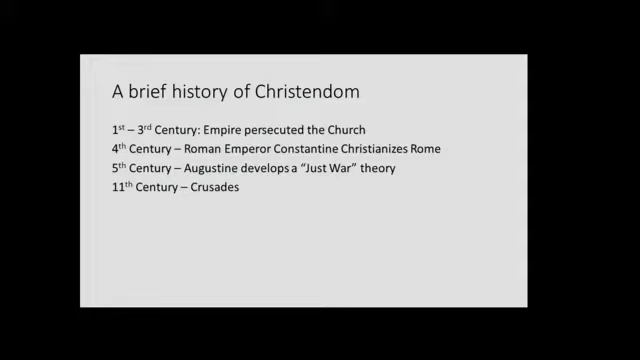 A brief history of Christendom
1st – 3rd Century: Empire persecuted the Church
4th Century – Roman Emperor Constantine Christianizes Rome
5th Century – Augustine develops a “Just War” theory
11th Century – Crusades